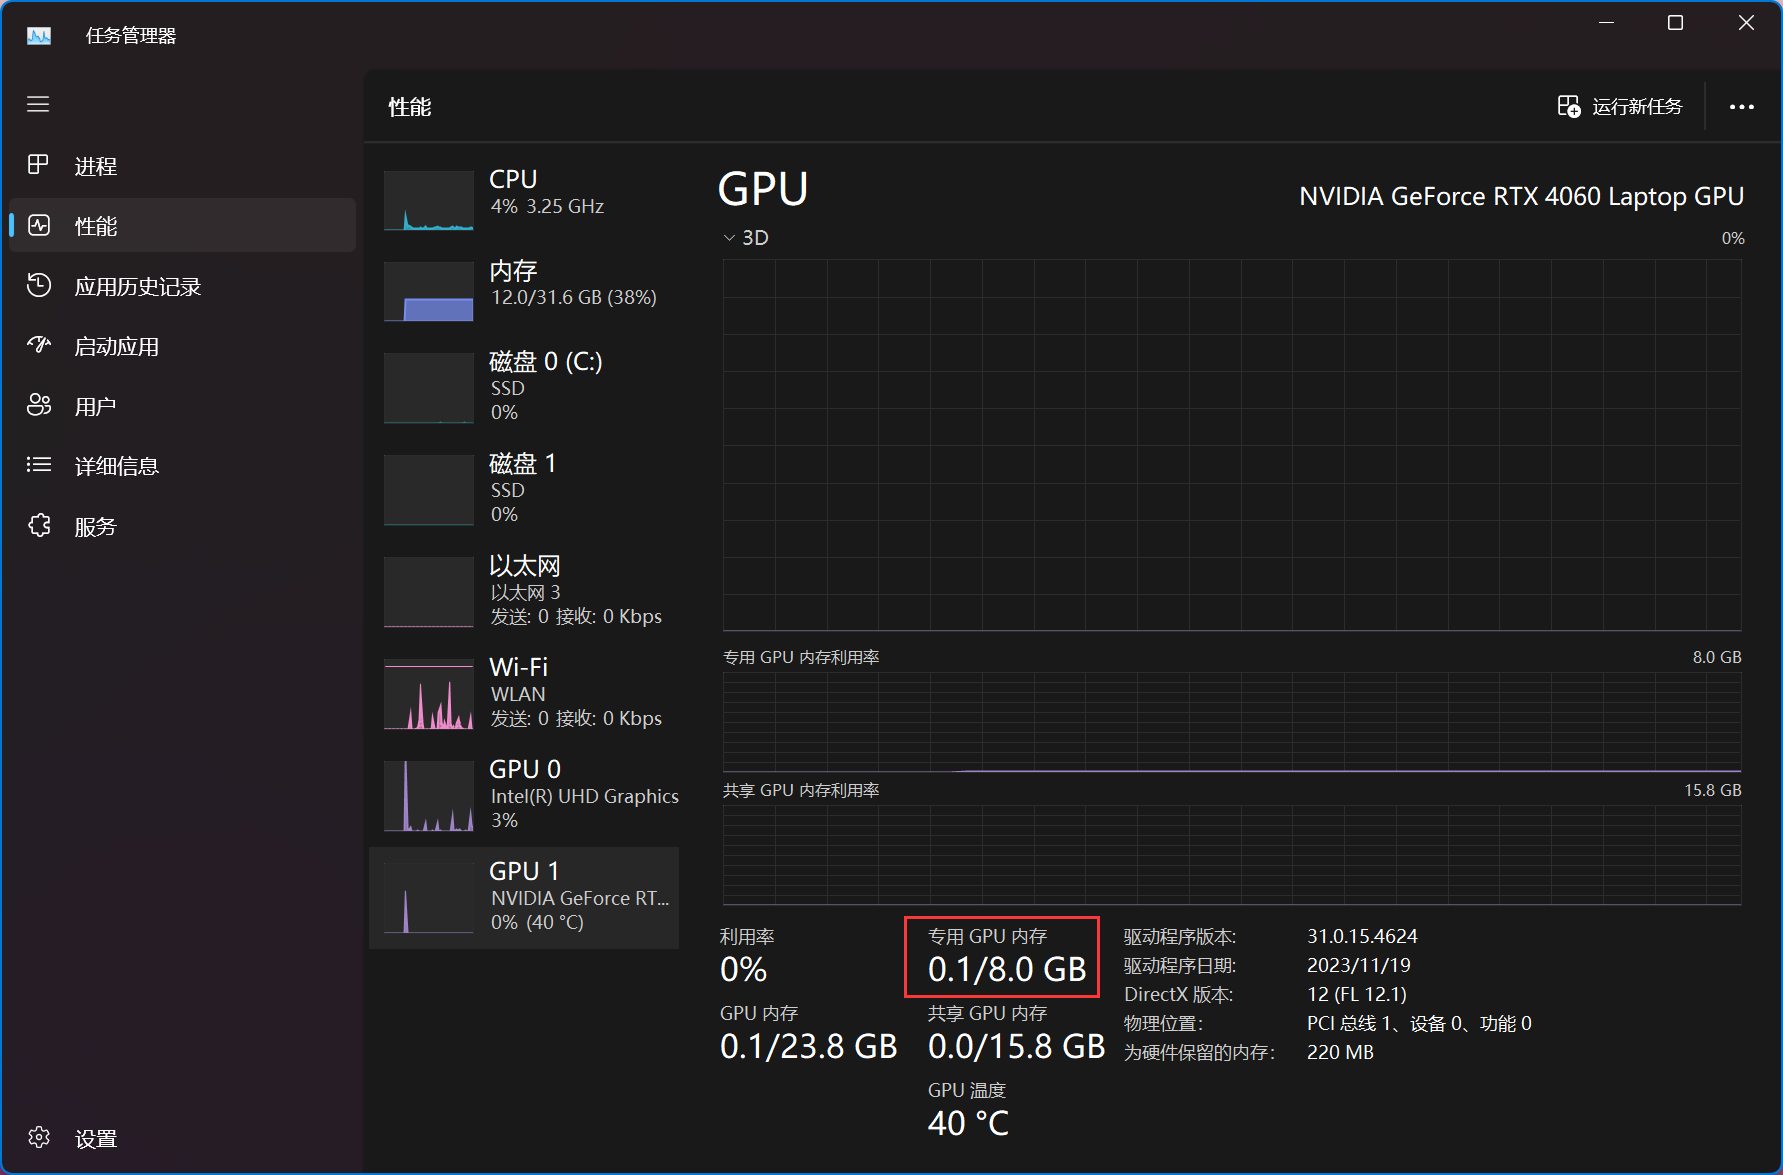 任务管理器
性能
运行新任务
进程
性能
应用历史记录
启动应用
用户
详细信息
服务
设置
CPU
4% 3.25 GHz
内存
12.0/31.6 GB (38%)
磁盘 0 (C:)
SSD
0%
磁盘 1
SSD
0%
以太网
以太网 3
发送: 0 接收: 0 Kbps
Wi-Fi
WLAN
发送: 0 接收: 0 Kbps
GPU 0
Intel(R) UHD Graphics
3%
GPU 1
NVIDIA GeForce RT...
0% (40 °C)
GPU
NVIDIA GeForce RTX 4060 Laptop GPU
3D
0%
专用 GPU 内存利用率
8.0 GB
共享 GPU 内存利用率
15.8 GB
利用率
0%
专用 GPU 内存
0.1/8.0 GB
GPU 内存
0.1/23.8 GB
共享 GPU 内存
0.0/15.8 GB
GPU 温度
40 °C
驱动程序版本: 31.0.15.4624
驱动程序日期: 2023/11/19
DirectX 版本: 12 (FL 12.1)
物理位置: PCI 总线 1、设备 0、功能 0
为硬件保留的内存: 220 MB